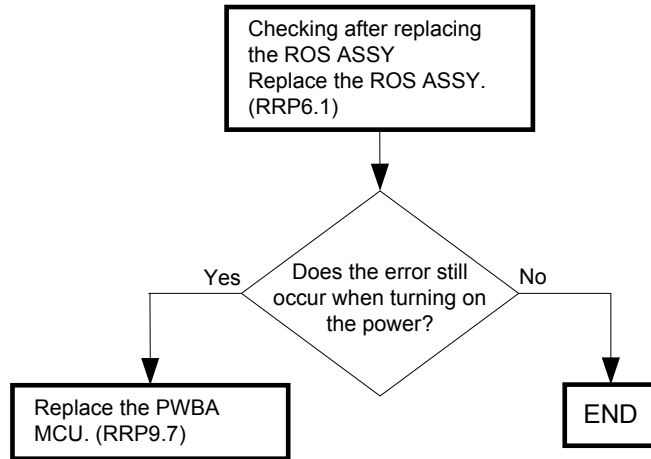 Checking after replacing
the ROS ASSY
Replace the ROS ASSY.
(RRP6.1)
Yes
Does the error still
occur when turning on
the power?
No
Replace the PWBA
MCU. (RRP9.7)
END